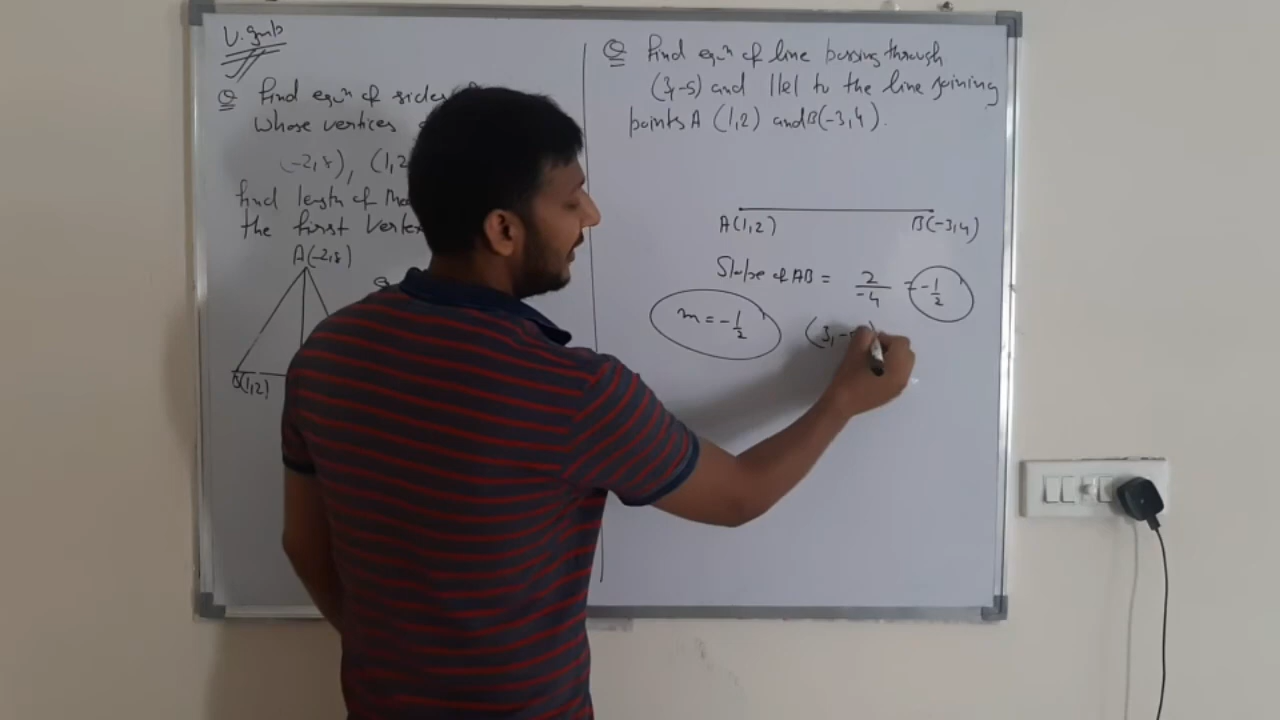 V. Imp
Q Find eqn of sides
whose vertices
(-2,8), (1,2
find length of
the first Vertex
A(-2,8)
(1,2)
Q Find eqn of line passing through
(3,-5) and ||el to the line joining
points A (1,2) and B(-3,4).
A(1,2) B(-3,4)
Slope of AB = 2/-4 = -1/2
m = -1/2 (3,-